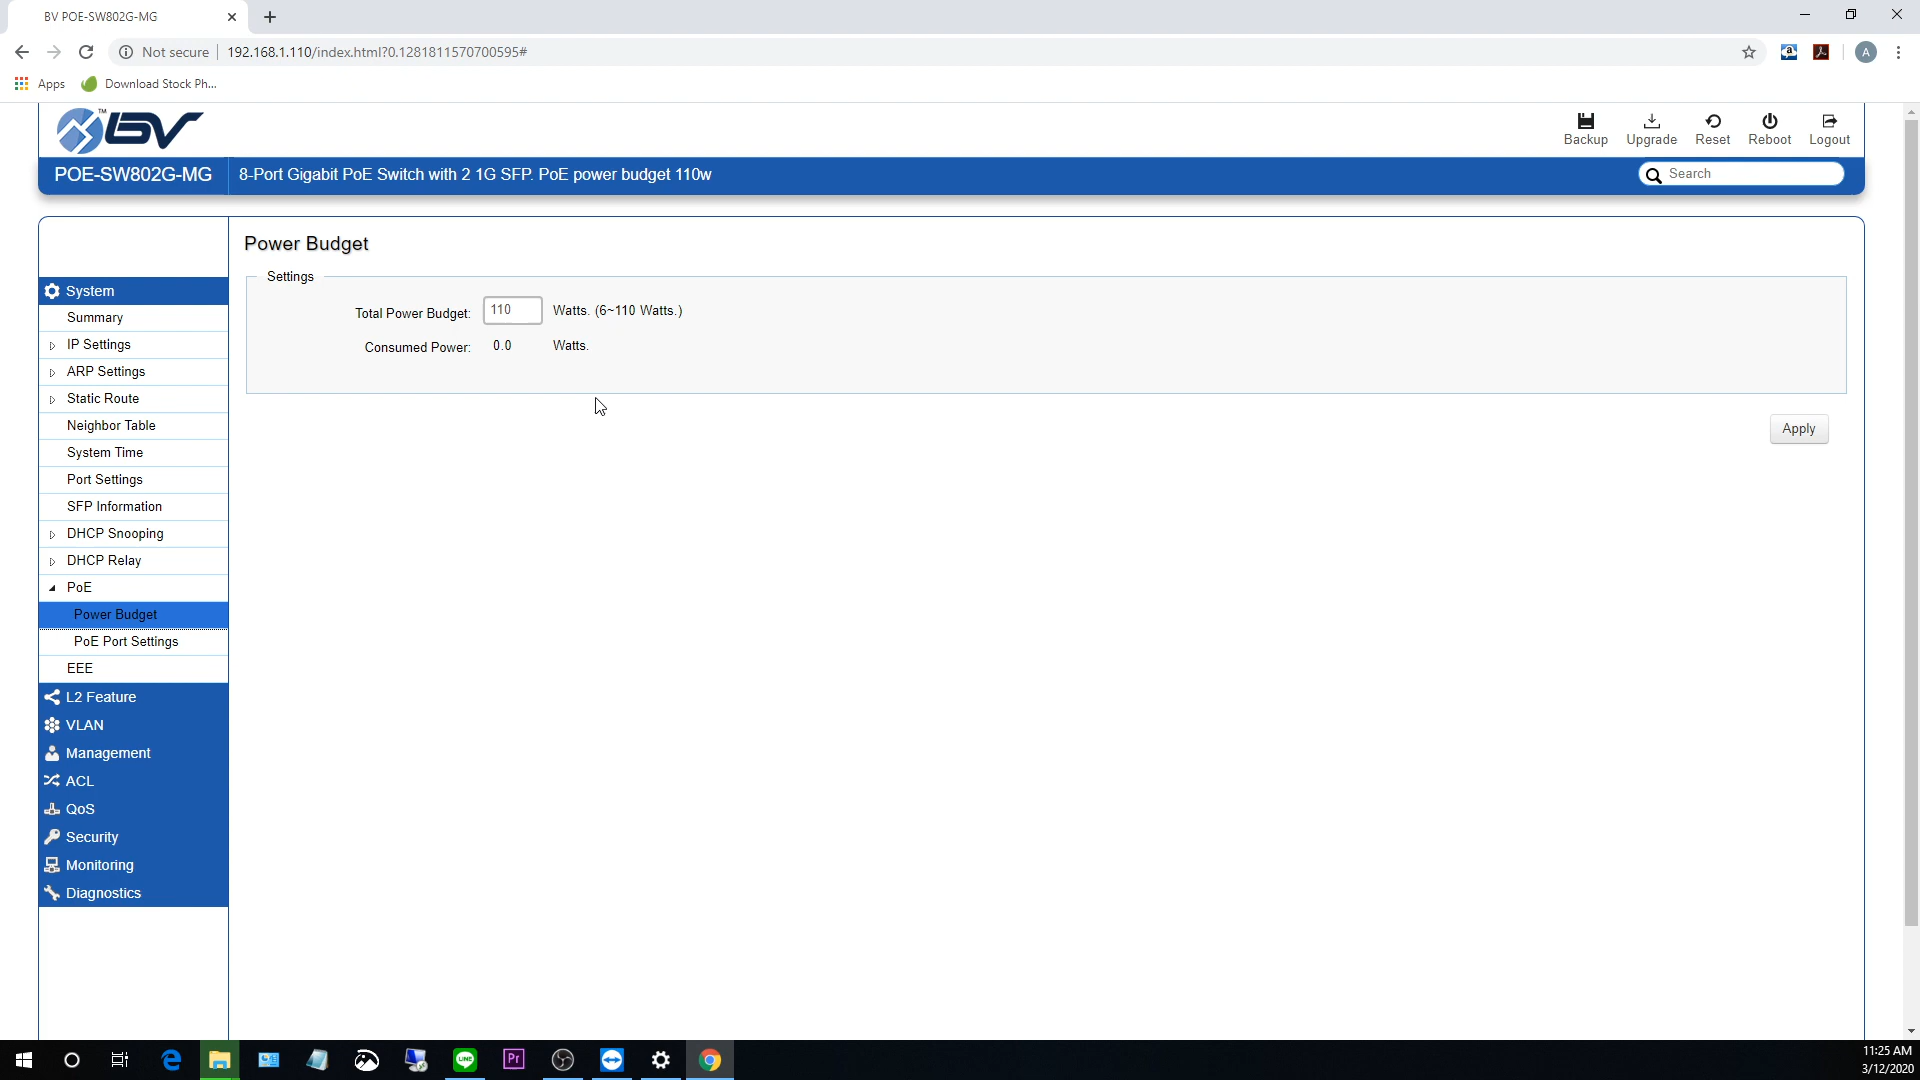 BV POE-SW802G-MG
Not secure
192.168.1.110/index.html?0.1281811570700595#
a
A
Apps
Download Stock Ph...
BV
TM
Backup
Upgrade
Reset
Reboot
Logout
POE-SW802G-MG
8-Port Gigabit PoE Switch with 2 1G SFP. PoE power budget 110w
Search
Power Budget
Settings
Total Power Budget: 110 Watts. (6~110 Watts.)
Consumed Power: 0.0 Watts.
Apply
System
Summary
IP Settings
ARP Settings
Static Route
Neighbor Table
System Time
Port Settings
SFP Information
DHCP Snooping
DHCP Relay
PoE
Power Budget
PoE Port Settings
EEE
L2 Feature
VLAN
Management
ACL
QoS
Security
Monitoring
Diagnostics
LINE
Pr
11:25 AM
3/12/2020